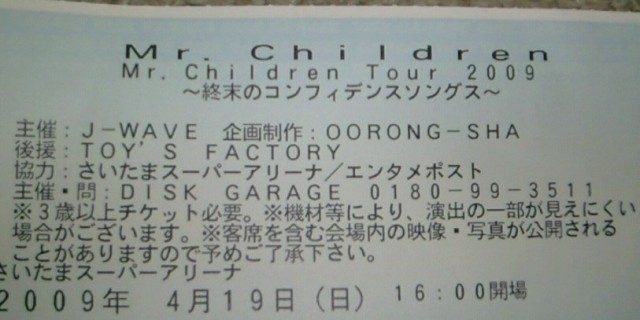 Mr. Children
Mr. Children Tour 2009
～終末のコンフィデンスソングス～
主催：J-WAVE 企画制作：OORONG-SHA
後援：TOY'S FACTORY
協力：さいたまスーパーアリーナ／エンタメポスト
主催・問：DISK GARAGE 0180-99-3511
※３歳以上チケット必要。※機材等により、演出の一部が見えにくい
場合がございます。※客席を含む会場内の映像・写真が公開される
ことがありますので予めご了承下さい。
さいたまスーパーアリーナ
2009年 4月19日（日） 16:00開場